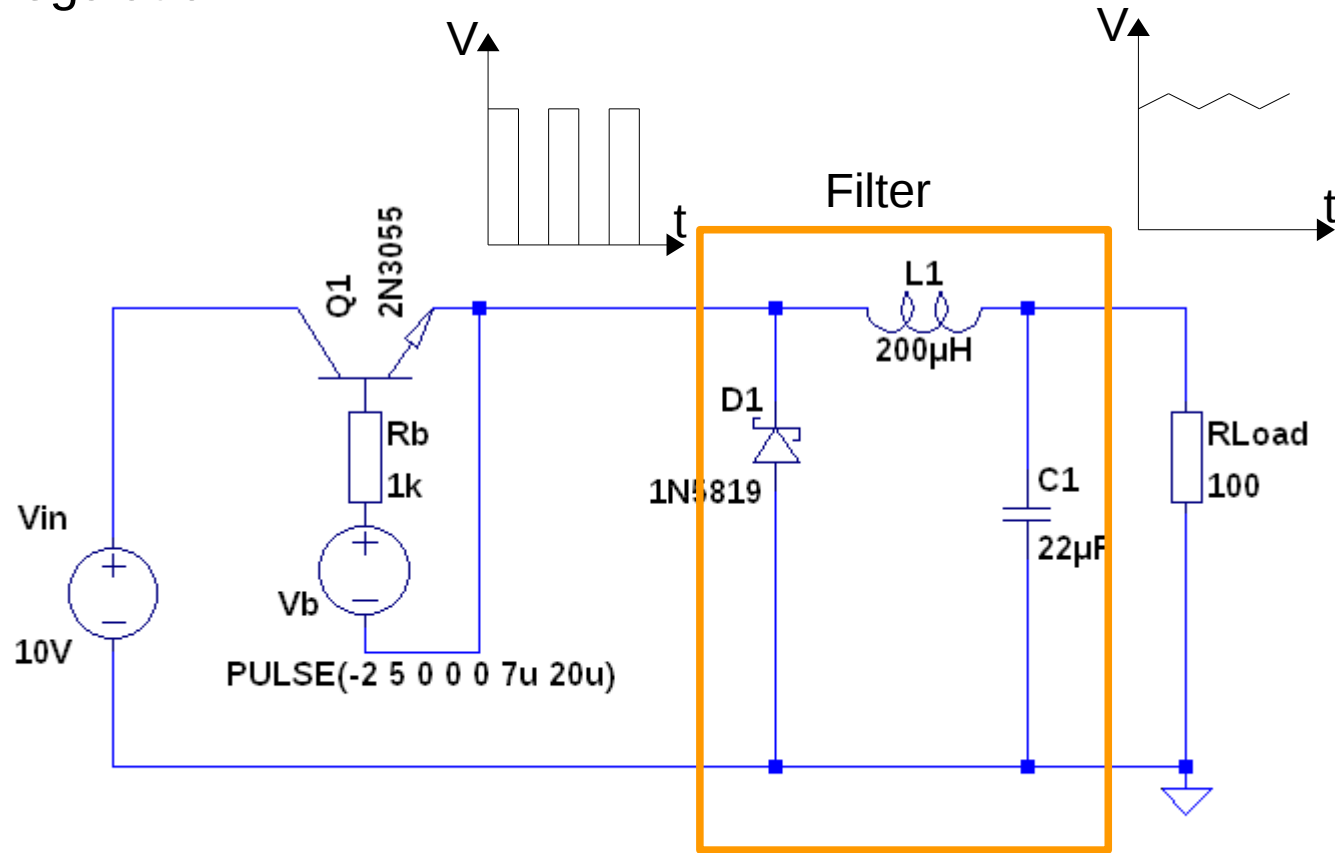 V
V
Filter
t
t
Q1
2N3055
L1
200µH
D1
1N5819
Rb
1k
RLoad
100
C1
22µF
Vin
10V
Vb
PULSE(-2 5 0 0 0 7u 20u)